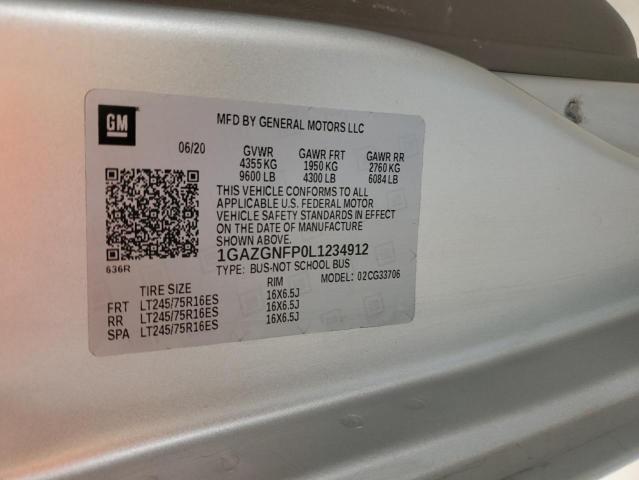 GM
MFD BY GENERAL MOTORS LLC
06/20 GVWR GAWR FRT GAWR RR
4355 KG 1950 KG 2760 KG
9600 LB 4300 LB 6084 LB
THIS VEHICLE CONFORMS TO ALL
APPLICABLE U.S. FEDERAL MOTOR
VEHICLE SAFETY STANDARDS IN EFFECT
ON THE DATE OF MANUFACTURE
SHOWN ABOVE.
1GAZGNFP0L1234912
636R
TYPE: BUS-NOT SCHOOL BUS
TIRE SIZE RIM 02CG33706
FRT LT245/75R16ES 16X6.5J
RR LT245/75R16ES 16X6.5J
SPA LT245/75R16ES 16X6.5J